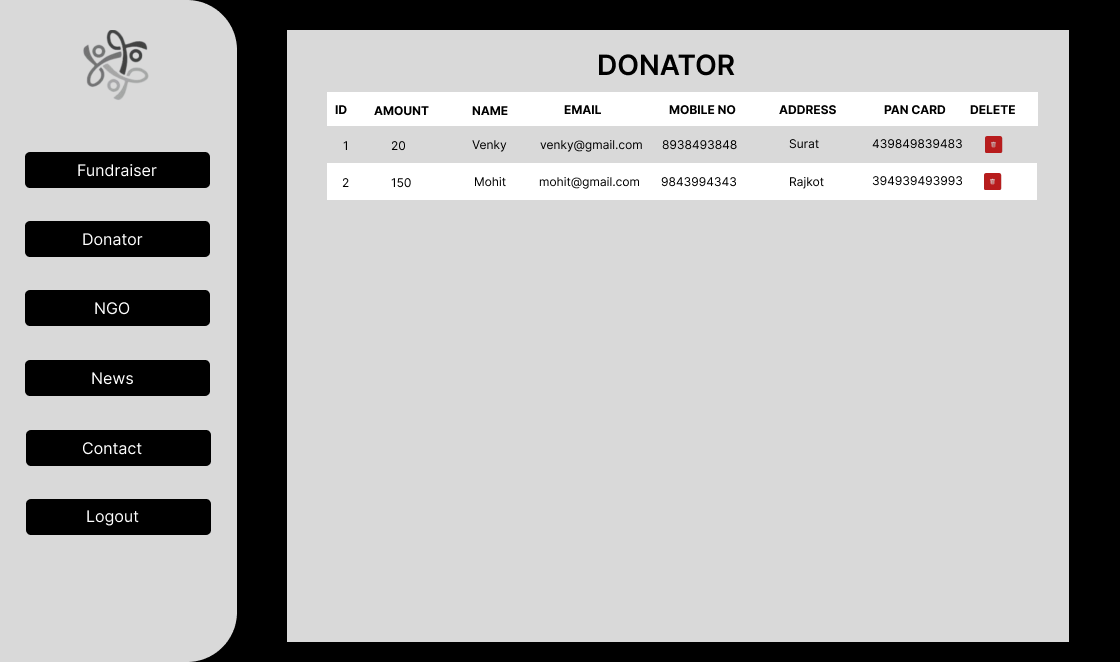 Fundraiser
Donator
NGO
News
Contact
Logout
DONATOR
ID AMOUNT NAME EMAIL MOBILE NO ADDRESS PAN CARD DELETE
1 20 Venky venky@gmail.com 8938493848 Surat 439849839483
2 150 Mohit mohit@gmail.com 9843994343 Rajkot 394939493993